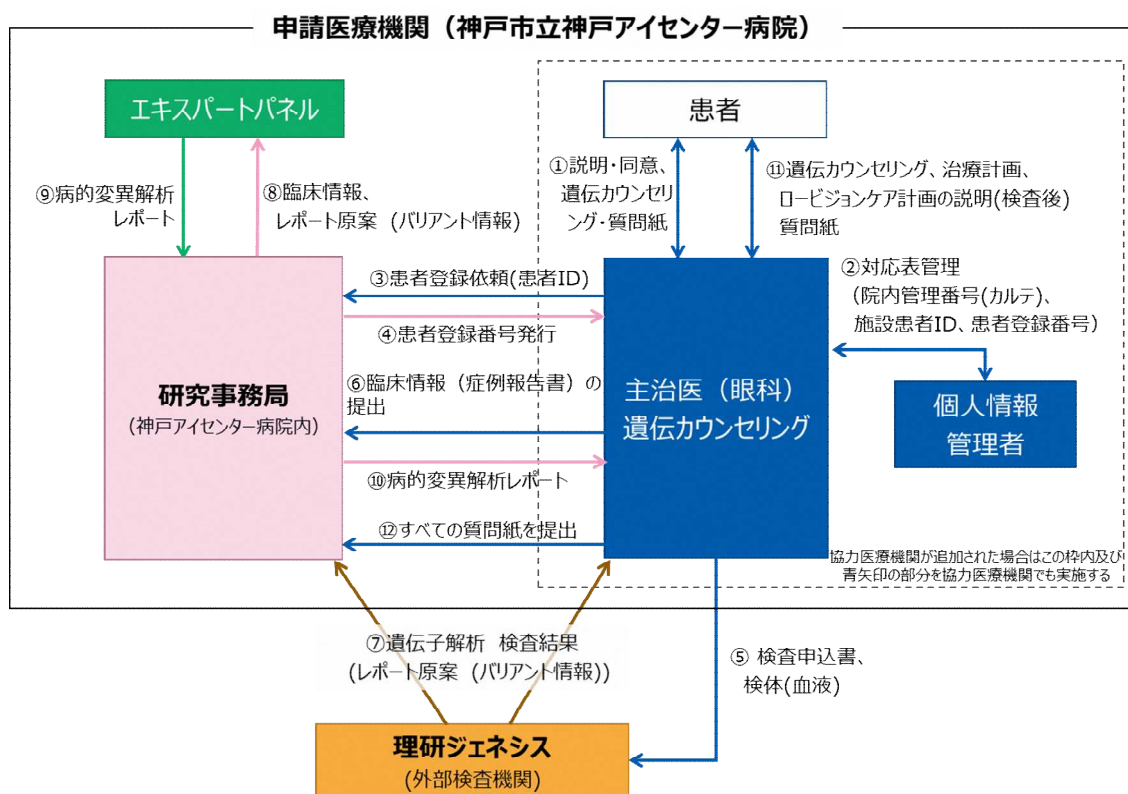 申請医療機関（神戸市立神戸アイセンター病院）
エキスパートパネル
患者
⑨病的変異解析
レポート
⑧臨床情報、
レポート原案（バリアント情報）
①説明・同意、
遺伝カウンセリ
ング・質問紙
⑪遺伝カウンセリング、治療計画、
ロービジョンケア計画の説明(検査後)
質問紙
②対応表管理
（院内管理番号(カルテ)、
施設患者ID、患者登録番号）
③患者登録依頼(患者ID)
④患者登録番号発行
⑥臨床情報（症例報告書）の
提出
⑩病的変異解析レポート
⑫すべての質問紙を提出
研究事務局
(神戸アイセンター病院内)
主治医（眼科）
遺伝カウンセリング
個人情報
管理者
協力医療機関が追加された場合はこの枠内及び
青矢印の部分を協力医療機関でも実施する
⑦遺伝子解析 検査結果
(レポート原案（バリアント情報）)
⑤ 検査申込書、
検体(血液)
理研ジェネシス
(外部検査機関)